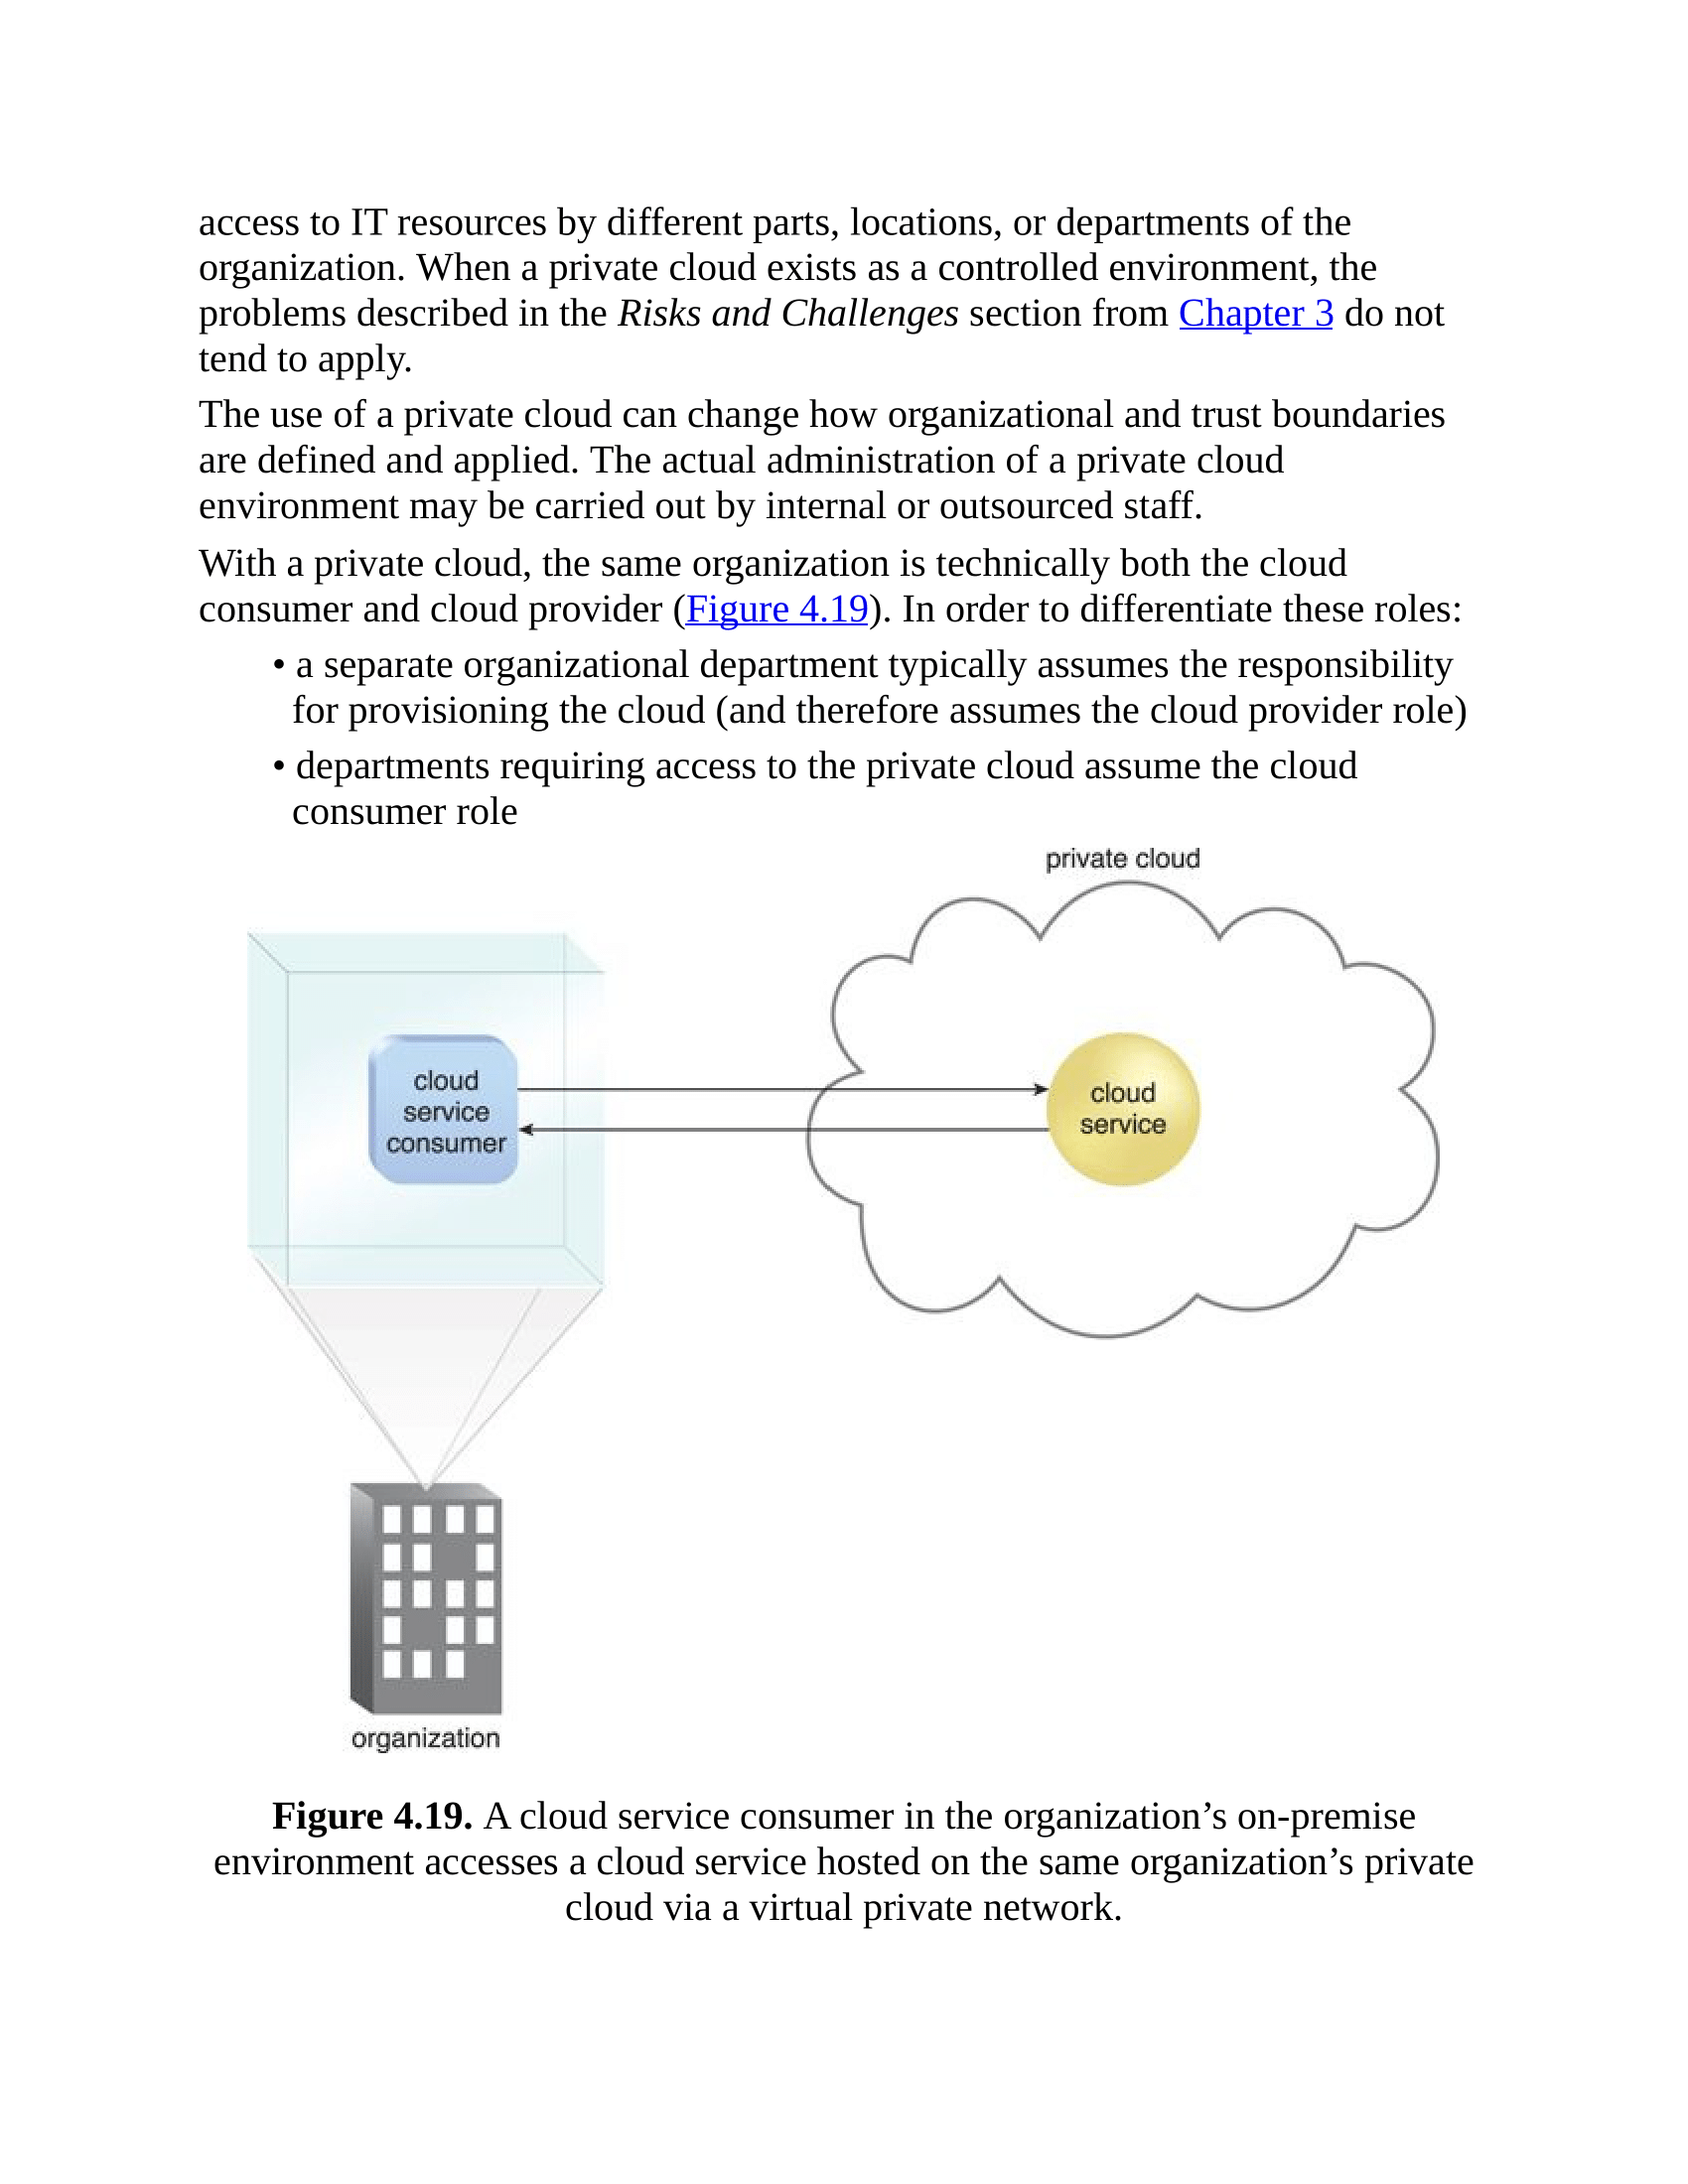 access to IT resources by different parts, locations, or departments of the
organization. When a private cloud exists as a controlled environment, the
problems described in the Risks and Challenges section from Chapter 3 do not
tend to apply.
The use of a private cloud can change how organizational and trust boundaries
are defined and applied. The actual administration of a private cloud
environment may be carried out by internal or outsourced staff.
With a private cloud, the same organization is technically both the cloud
consumer and cloud provider (Figure 4.19). In order to differentiate these roles:
• a separate organizational department typically assumes the responsibility
for provisioning the cloud (and therefore assumes the cloud provider role)
• departments requiring access to the private cloud assume the cloud
consumer role
private cloud
cloud
service
consumer
cloud
service
organization
Figure 4.19. A cloud service consumer in the organization’s on-premise
environment accesses a cloud service hosted on the same organization’s private
cloud via a virtual private network.